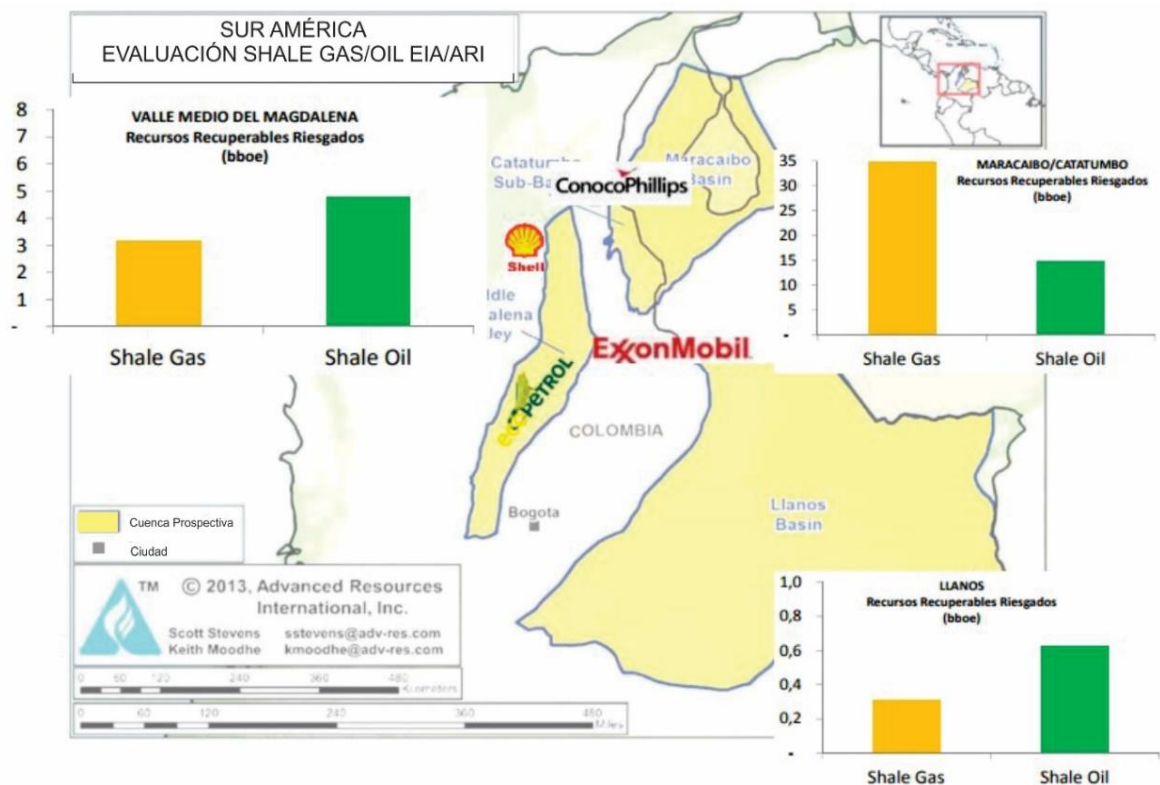 SUR AMÉRICA
EVALUACIÓN SHALE GAS/OIL EIA/ARI
VALLE MEDIO DEL MAGDALENA
Recursos Recuperables Riesgados
(bboe)
8
7
6
5
4
3
2
1
-
Shale Gas
Shale Oil
Catatumbo
Sub-Ba
Maracaibo
Basin
ConocoPhillips
Shell
dle
alena
ley
ExxonMobil
ecoPETROL
COLOMBIA
Bogota
Llanos
Basin
MARACAIBO/CATATUMBO
Recursos Recuperables Riesgados
(bboe)
35
30
25
20
15
10
5
-
Shale Gas
Shale Oil
Cuenca Prospectiva
Ciudad
TM
© 2013, Advanced Resources
International, Inc.
Scott Stevens sstevens@adv-res.com
Keith Moodhe kmoodhe@adv-res.com
0 60 120 240 360 480
Kilometers
0 60 120 240 360 480
Miles
LLANOS
Recursos Recuperables Riesgados
(bboe)
1,0
0,8
0,6
0,4
0,2
-
Shale Gas
Shale Oil